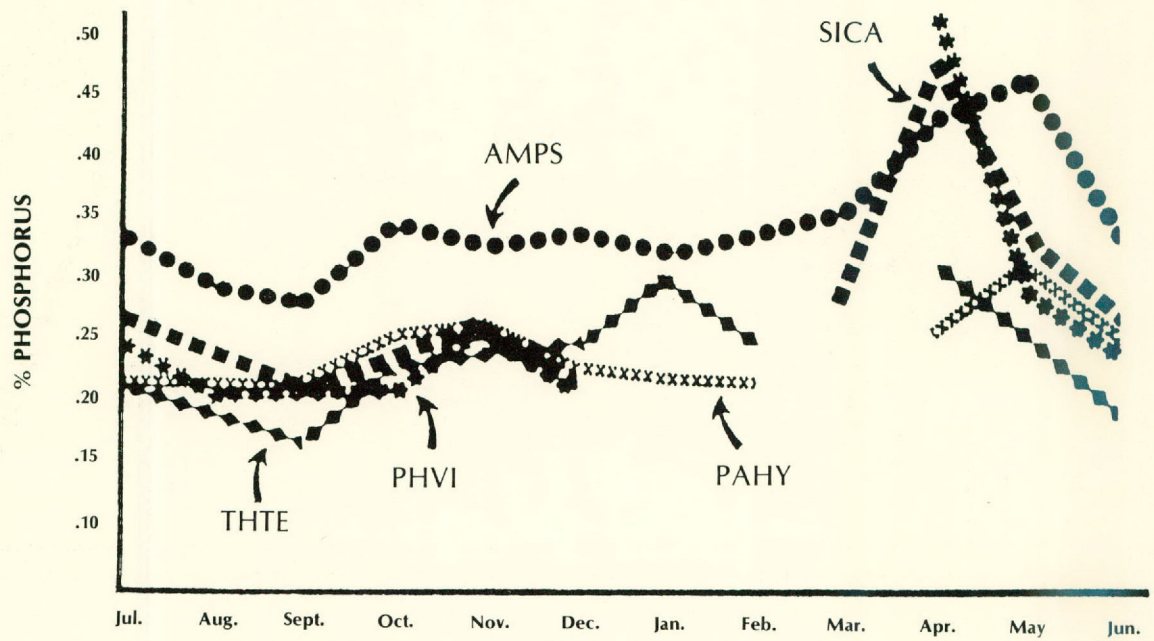 % PHOSPHORUS
.50
.45
.40
.35
.30
.25
.20
.15
.10
SICA
AMPS
PHVI
PAHY
THTE
Jul. Aug. Sept. Oct. Nov. Dec. Jan. Feb. Mar. Apr. May Jun.